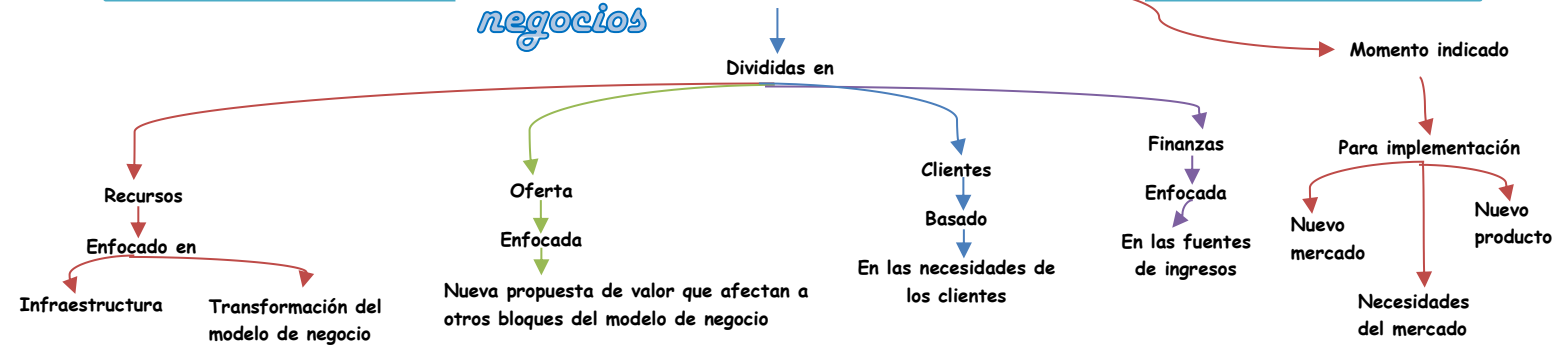 negocios
Divididas en
Momento indicado
Recursos
Enfocado en
Infraestructura
Transformación del
modelo de negocio
Oferta
Enfocada
Nueva propuesta de valor que afectan a
otros bloques del modelo de negocio
Clientes
Basado
En las necesidades de
los clientes
Finanzas
Enfocada
En las fuentes
de ingresos
Para implementación
Nuevo
mercado
Necesidades
del mercado
Nuevo
producto